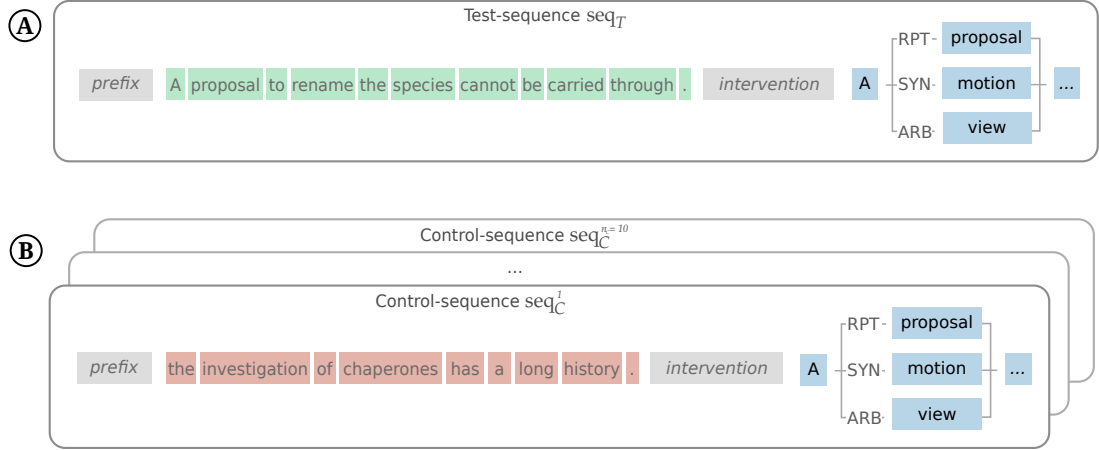 A
Test-sequence seq_T
RPT proposal
prefix A proposal to rename the species cannot be carried through . intervention A SYN motion ...
ARB view
B
Control-sequence seq_C^{n=10}
...
Control-sequence seq_C^1
RPT proposal
prefix the investigation of chaperones has a long history . intervention A SYN motion ...
ARB view